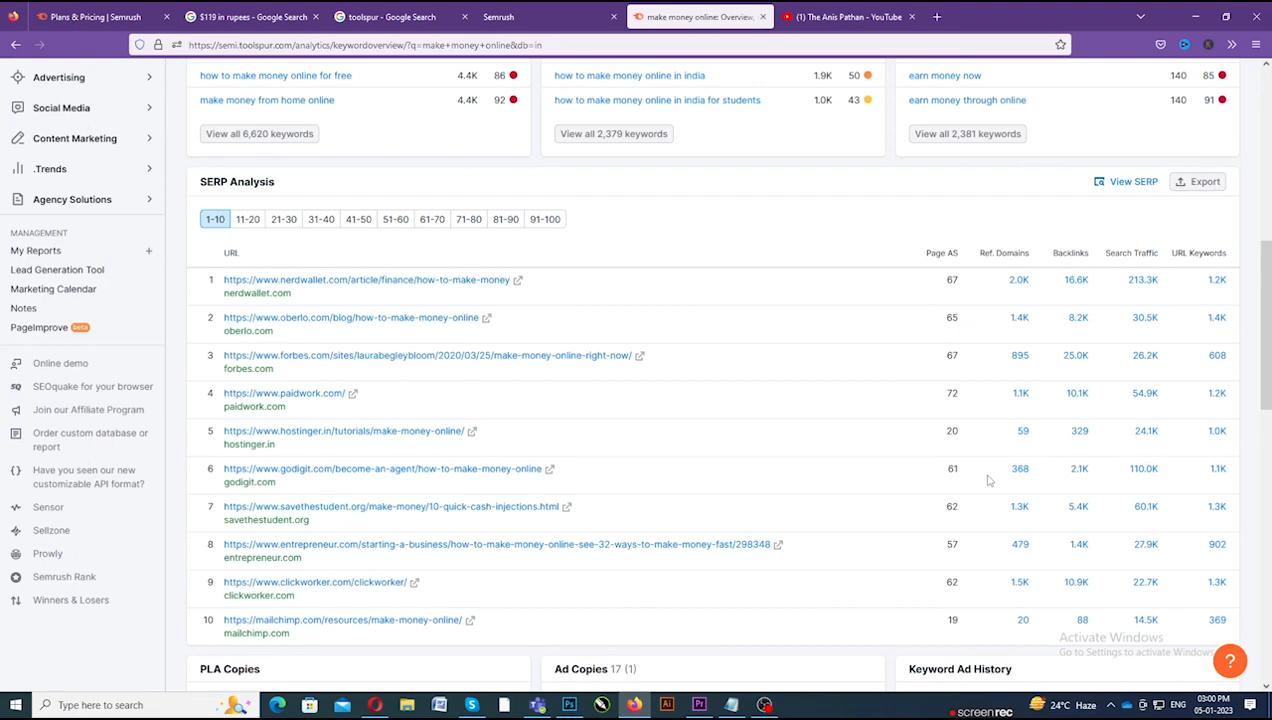 Plans & Pricing | Semrush
$119 in rupees - Google Search
toolspur - Google Search
Semrush
make money online: Overview,
(1) The Anis Pathan - YouTube
https://semi.toolspur.com/analytics/keywordoverview/?q=make+money+online&db=in
Advertising
Social Media
Content Marketing
.Trends
Agency Solutions
MANAGEMENT
My Reports
Lead Generation Tool
Marketing Calendar
Notes
PageImprove beta
Online demo
SEOquake for your browser
Join our Affiliate Program
Order custom database or
report
Have you seen our new
customizable API format?
Sensor
Sellzone
Prowly
Semrush Rank
Winners & Losers
how to make money online for free 4.4K 86
make money from home online 4.4K 92
View all 6,620 keywords
how to make money online in india 1.9K 50
how to make money online in india for students 1.0K 43
View all 2,379 keywords
earn money now 140 85
earn money through online 140 91
View all 2,381 keywords
SERP Analysis
View SERP
Export
1-10 11-20 21-30 31-40 41-50 51-60 61-70 71-80 81-90 91-100
URL Page AS Ref. Domains Backlinks Search Traffic URL Keywords
1 https://www.nerdwallet.com/article/finance/how-to-make-money 67 2.0K 16.6K 213.3K 1.2K
nerdwallet.com
2 https://www.oberlo.com/blog/how-to-make-money-online 65 1.4K 8.2K 30.5K 1.4K
oberlo.com
3 https://www.forbes.com/sites/laurabegleybloom/2020/03/25/make-money-online-right-now/ 67 895 25.0K 26.2K 608
forbes.com
4 https://www.paidwork.com/ 72 1.1K 10.1K 54.9K 1.2K
paidwork.com
5 https://www.hostinger.in/tutorials/make-money-online/ 20 59 329 24.1K 1.0K
hostinger.in
6 https://www.godigit.com/become-an-agent/how-to-make-money-online 61 368 2.1K 110.0K 1.1K
godigit.com
7 https://www.savethestudent.org/make-money/10-quick-cash-injections.html 62 1.3K 5.4K 60.1K 1.3K
savethestudent.org
8 https://www.entrepreneur.com/starting-a-business/how-to-make-money-online-see-32-ways-to-make-money-fast/298348 57 479 1.4K 27.9K 902
entrepreneur.com
9 https://www.clickworker.com/clickworker/ 62 1.5K 10.9K 22.7K 1.3K
clickworker.com
10 https://mailchimp.com/resources/make-money-online/ 19 20 88 14.5K 369
mailchimp.com
Activate Windows
Go to Settings to activate Windows.
PLA Copies
Ad Copies 17 (1)
Keyword Ad History
?
Type here to search
24°C Haze
ENG
03:00 PM
05-01-2023
screenrec